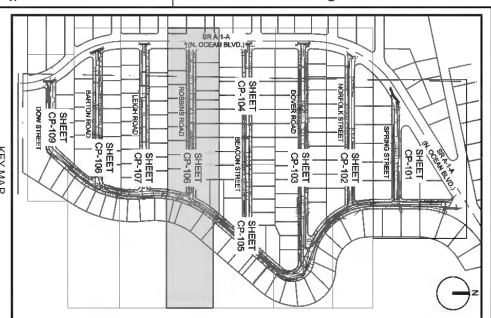 SR A-1-A
(N. OCEAN BLVD.)
SR A-1-A
(N. OCEAN BLVD.)
DOW STREET
SHEET
CP-109
BARTON ROAD
SHEET
CP-108
LEIGH ROAD
SHEET
CP-107
ROBBINS ROAD
SHEET
CP-106
SHEET
CP-104
BEACON STREET
SHEET
CP-105
DOVER ROAD
SHEET
CP-103
NORFOLK STREET
SHEET
CP-102
SPRING STREET
SHEET
CP-101
N
KEY MAP